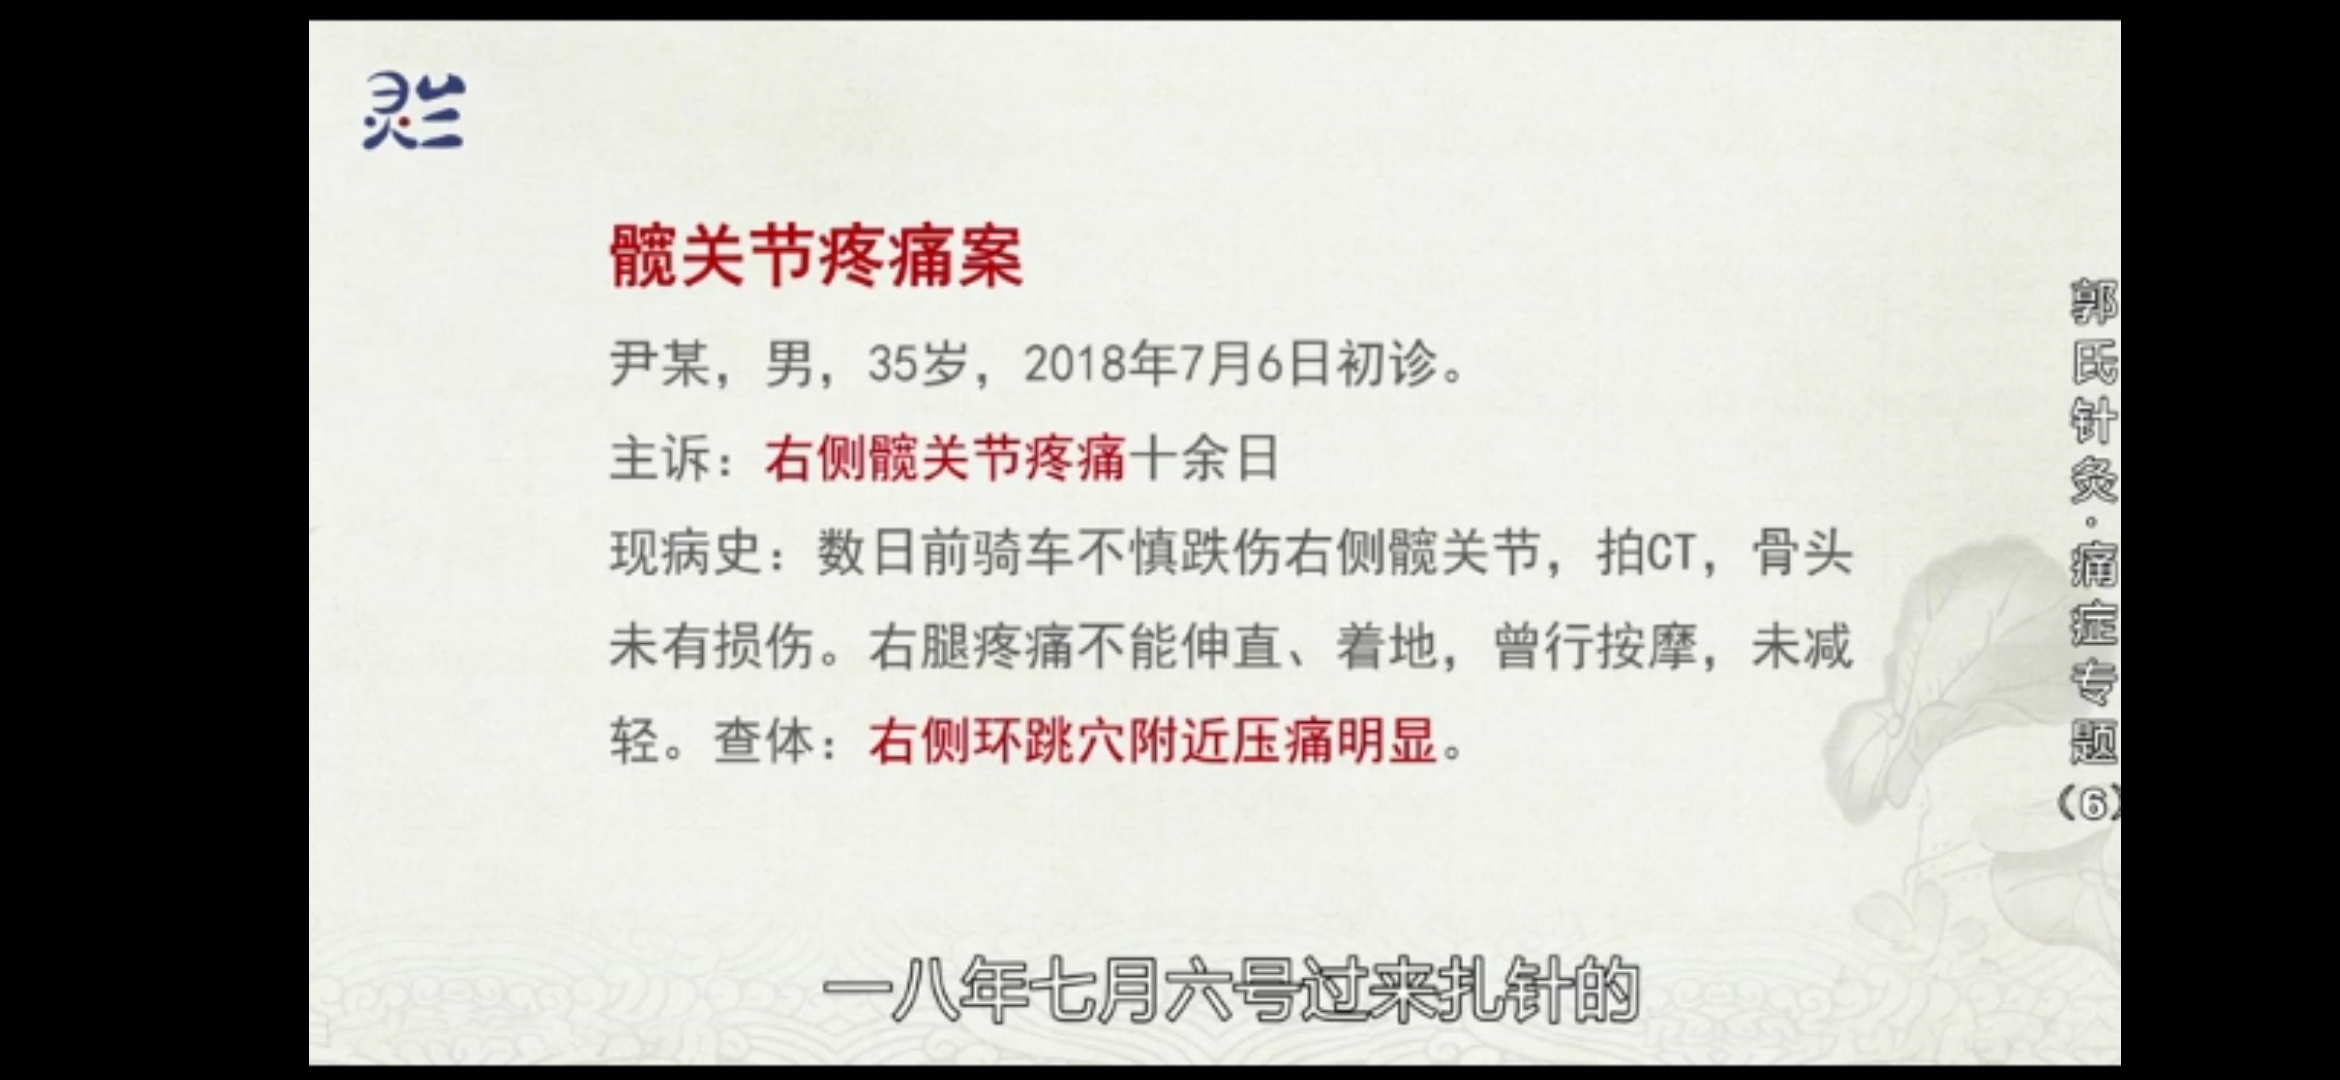 灵兰
髋关节疼痛案
尹某，男，35岁，2018年7月6日初诊。
主诉：右侧髋关节疼痛十余日
现病史：数日前骑车不慎跌伤右侧髋关节，拍CT，骨头
未有损伤。右腿疼痛不能伸直、着地，曾行按摩，未减
轻。查体：右侧环跳穴附近压痛明显。
郭氏针灸·痛症专题（6）
一八年七月六号过来扎针的